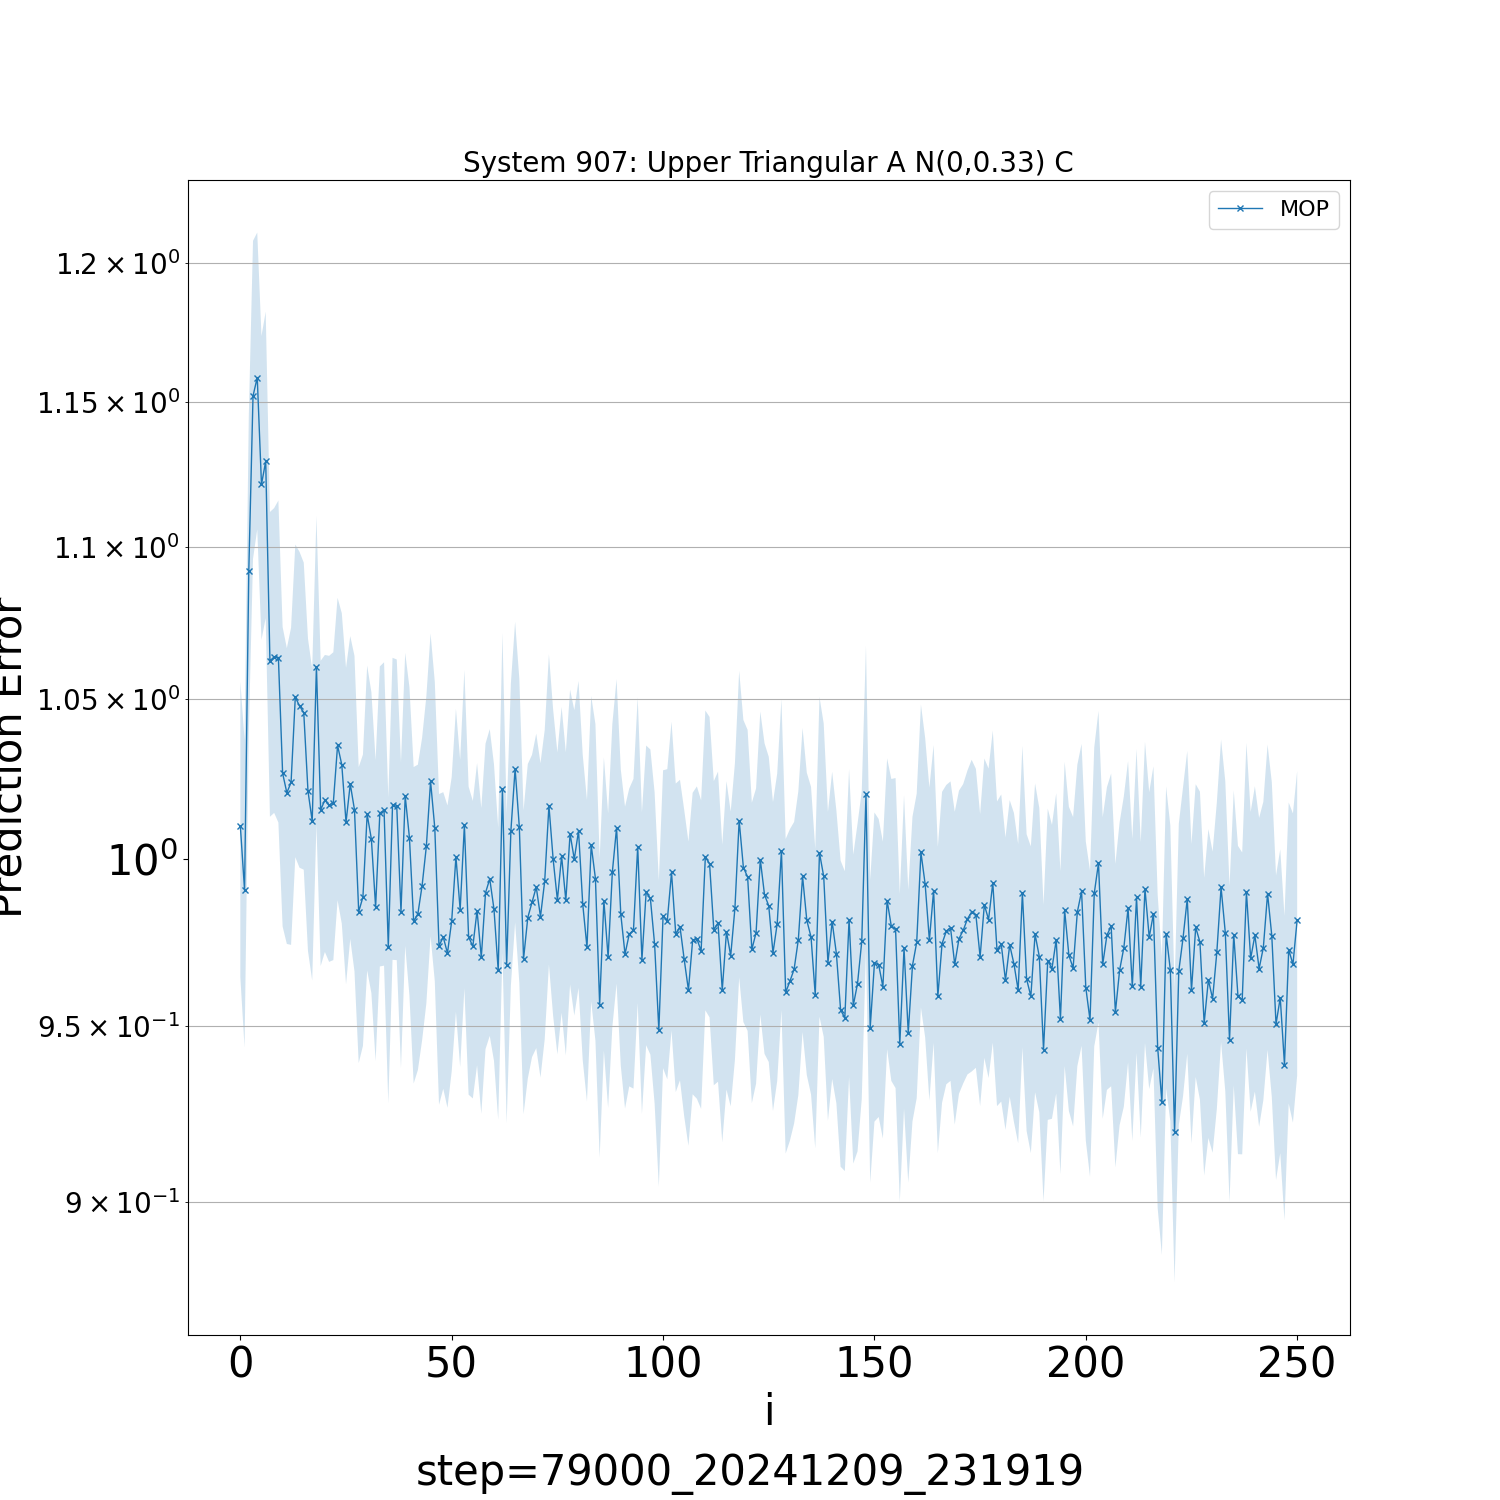 System 907: Upper Triangular A N(0,0.33) C
MOP
1.2 × 10⁰
1.15 × 10⁰
1.1 × 10⁰
1.05 × 10⁰
10⁰
9.5 × 10⁻¹
9 × 10⁻¹
Prediction Error
0 50 100 150 200 250
i
step=79000_20241209_231919